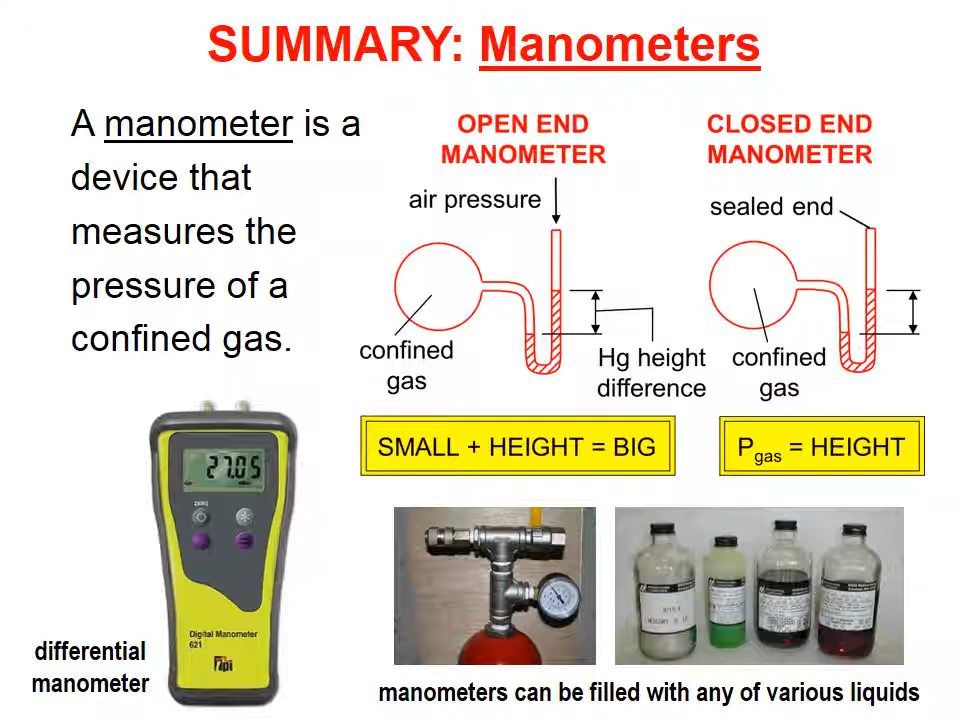 SUMMARY: Manometers
A manometer is a
device that
measures the
pressure of a
confined gas.
OPEN END
MANOMETER
air pressure
confined
gas
Hg height
difference
SMALL + HEIGHT = BIG
CLOSED END
MANOMETER
sealed end
confined
gas
Pgas = HEIGHT
27.05
ZERO
Digital Manometer
621
differential
manometer
manometers can be filled with any of various liquids